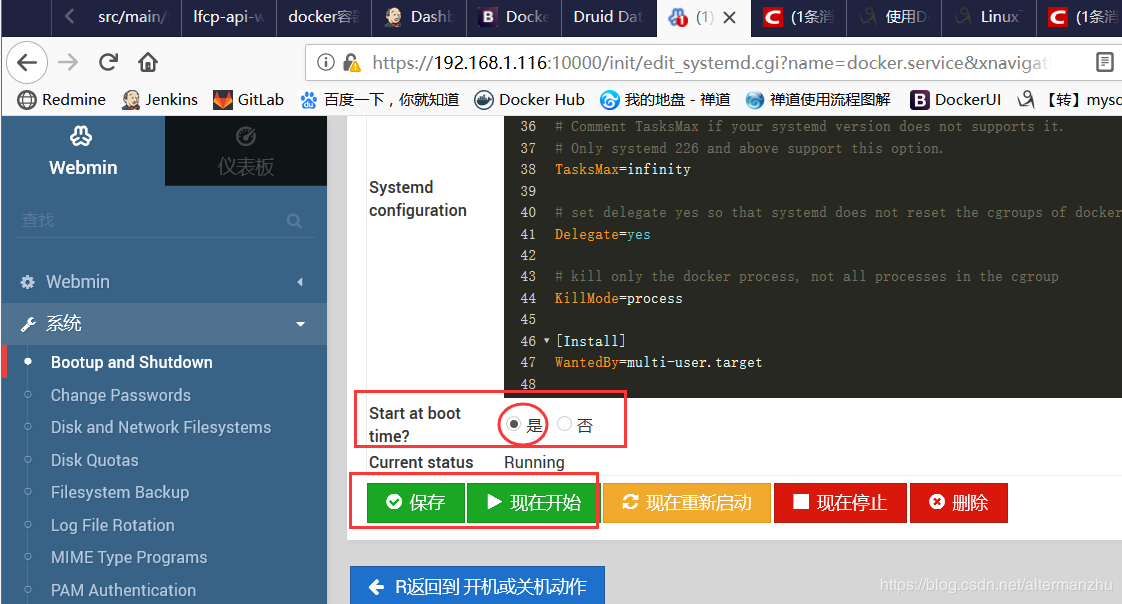 src/main/ lfcp-api-w docker容器 Dashb Docke Druid Dat (1) (1条消 使用D Linux (1条消
https://192.168.1.116:10000/init/edit_systemd.cgi?name=docker.service&xnavigat
Redmine Jenkins GitLab 百度一下，你就知道 Docker Hub 我的地盘 - 禅道 禅道使用流程图解 DockerUI 【转】mysq
Webmin
仪表板
查找
Webmin
系统
Bootup and Shutdown
Change Passwords
Disk and Network Filesystems
Disk Quotas
Filesystem Backup
Log File Rotation
MIME Type Programs
PAM Authentication
Systemd
configuration
36 # Comment TasksMax if your systemd version does not supports it.
37 # Only systemd 226 and above support this option.
38 TasksMax=infinity
39
40 # set delegate yes so that systemd does not reset the cgroups of docker
41 Delegate=yes
42
43 # kill only the docker process, not all processes in the cgroup
44 KillMode=process
45
46 [Install]
47 WantedBy=multi-user.target
48
Start at boot
time?
是 否
Current status Running
保存 现在开始 现在重新启动 现在停止 删除
R返回到 开机或关机动作
https://blog.csdn.net/altermanzhu